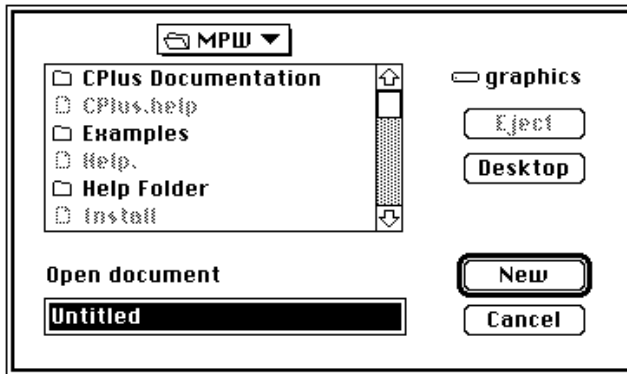 MPW
CPlus Documentation
CPlus.help
Examples
Help.
Help Folder
Install
graphics
Eject
Desktop
Open document
Untitled
New
Cancel